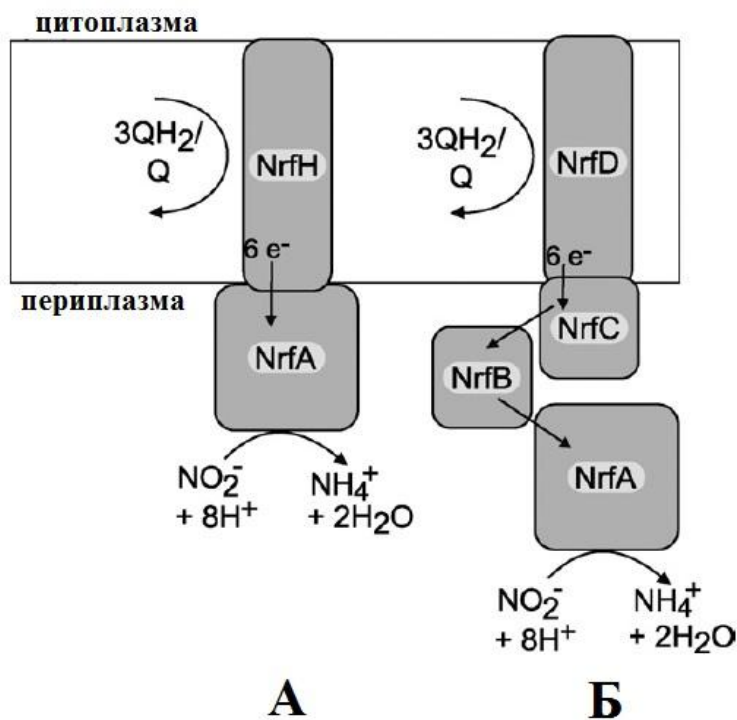 цитоплазма
3QH2/
Q
NrfH
6 e-
периплазма
NrfA
NO2-
+ 8H+
NH4+
+ 2H2O
А
3QH2/
Q
NrfD
6 e-
NrfC
NrfB
NrfA
NO2-
+ 8H+
NH4+
+ 2H2O
Б